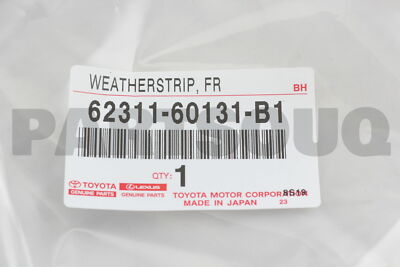 WEATHERSTRIP, FR
BH
62311-60131-B1
PARTSOUQ
QTY:
1
TOYOTA
GENUINE PARTS
LEXUS
GENUINE PARTS
TOYOTA MOTOR CORPORATION
MADE IN JAPAN
23